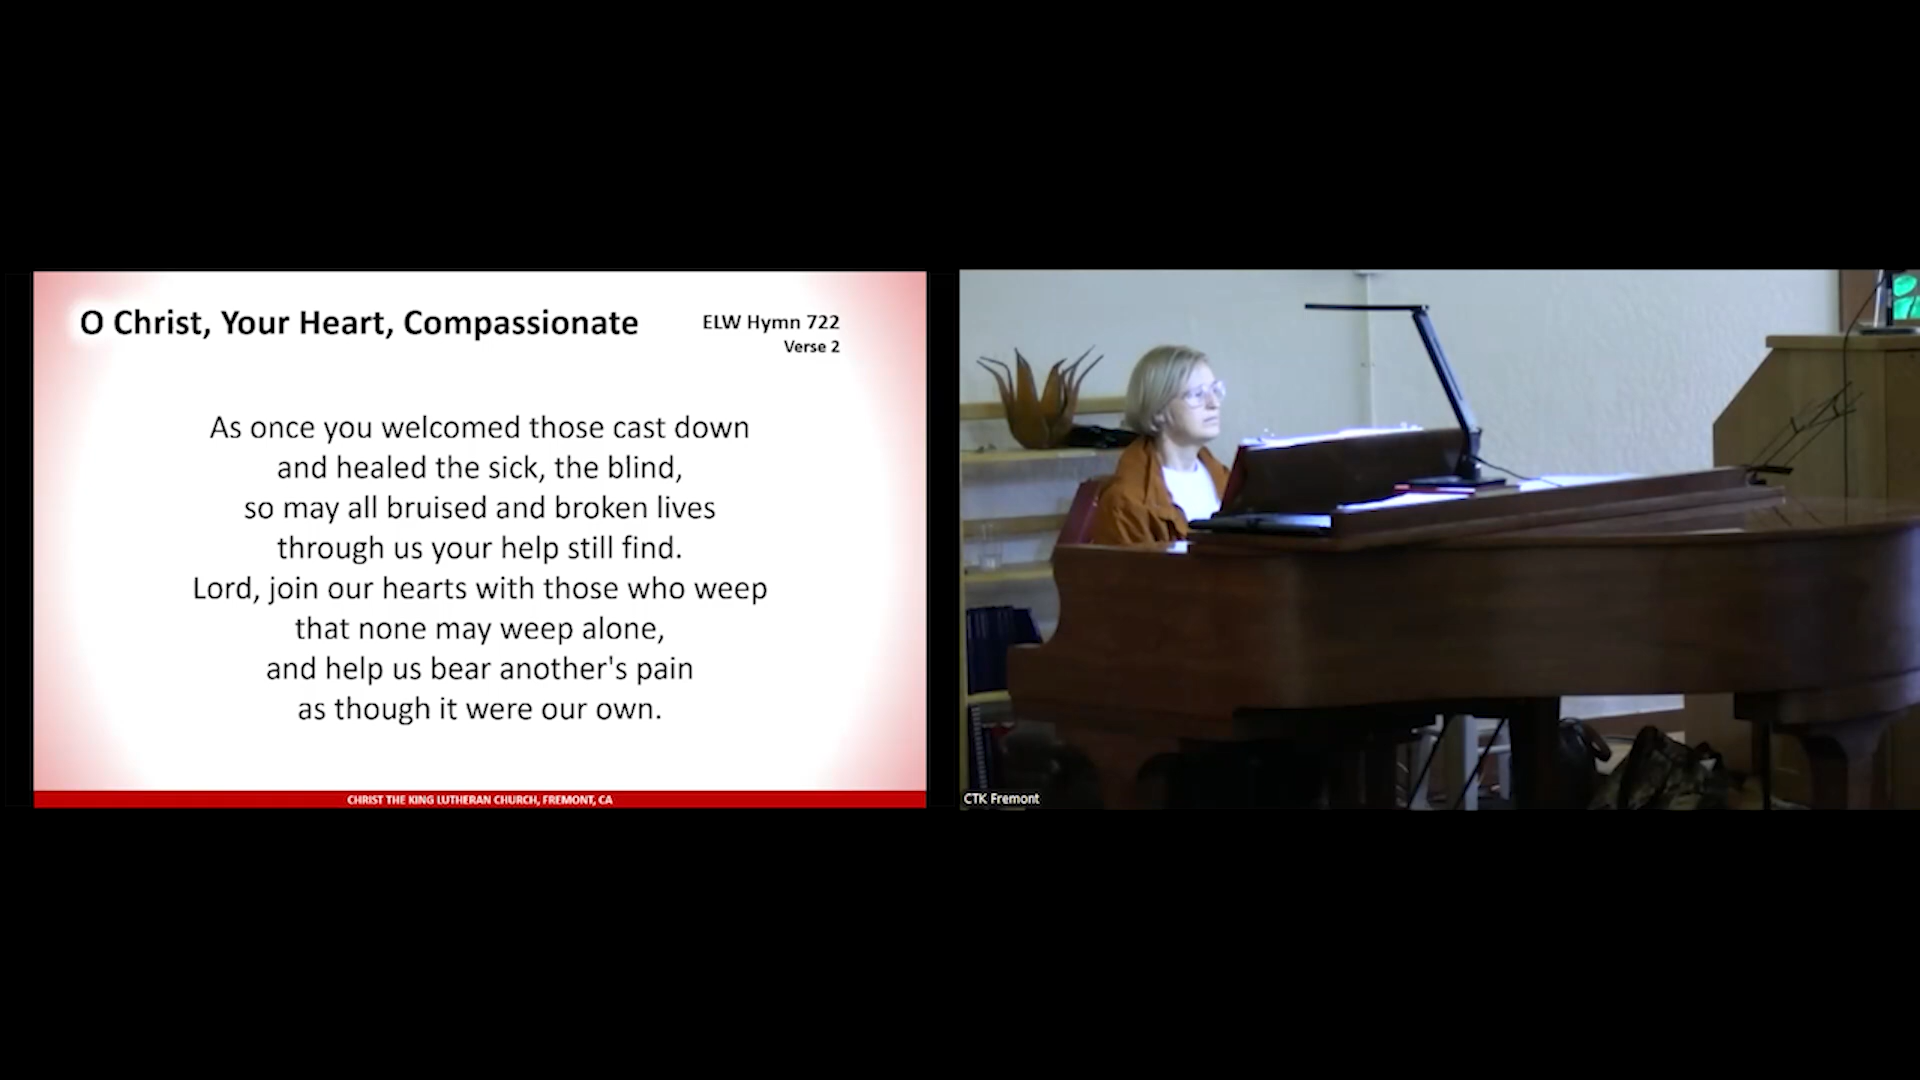 O Christ, Your Heart, Compassionate
ELW Hymn 722
Verse 2
As once you welcomed those cast down
and healed the sick, the blind,
so may all bruised and broken lives
through us your help still find.
Lord, join our hearts with those who weep
that none may weep alone,
and help us bear another's pain
as though it were our own.
CHRIST THE KING LUTHERAN CHURCH, FREMONT, CA
CTK Fremont